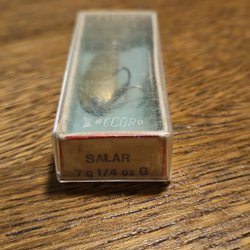 RECORD
SALAR
7 g 1/4 oz G